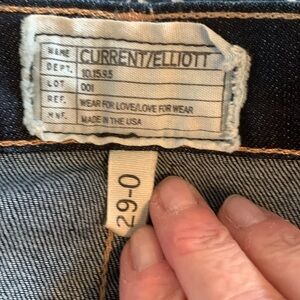 NAME CURRENT/ELLIOTT
DEPT. 10.15.95
LOT 001
REF. WEAR FOR LOVE/LOVE FOR WEAR
MNF. MADE IN THE USA
29-0